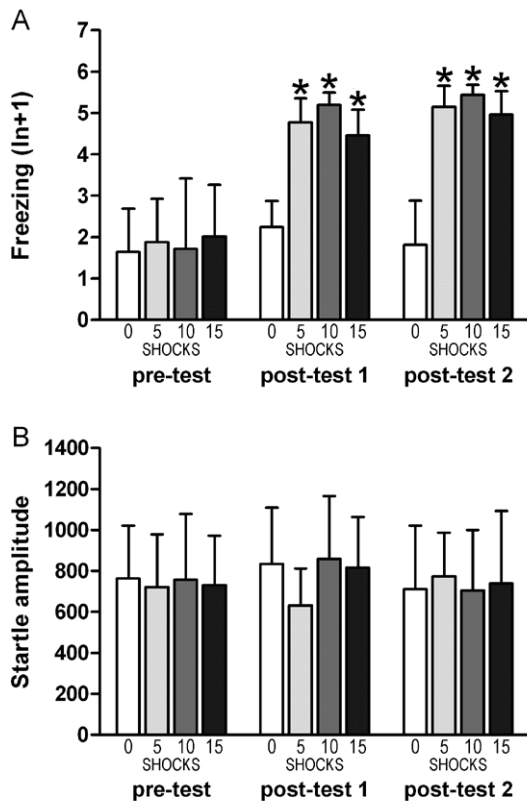 A
Freezing (ln+1)
7
6
5
4
3
2
1
0
* * *
* * *
0 5 10 15 0 5 10 15 0 5 10 15
SHOCKS SHOCKS SHOCKS
pre-test post-test 1 post-test 2
B
Startle amplitude
1400
1200
1000
800
600
400
200
0
0 5 10 15 0 5 10 15 0 5 10 15
SHOCKS SHOCKS SHOCKS
pre-test post-test 1 post-test 2